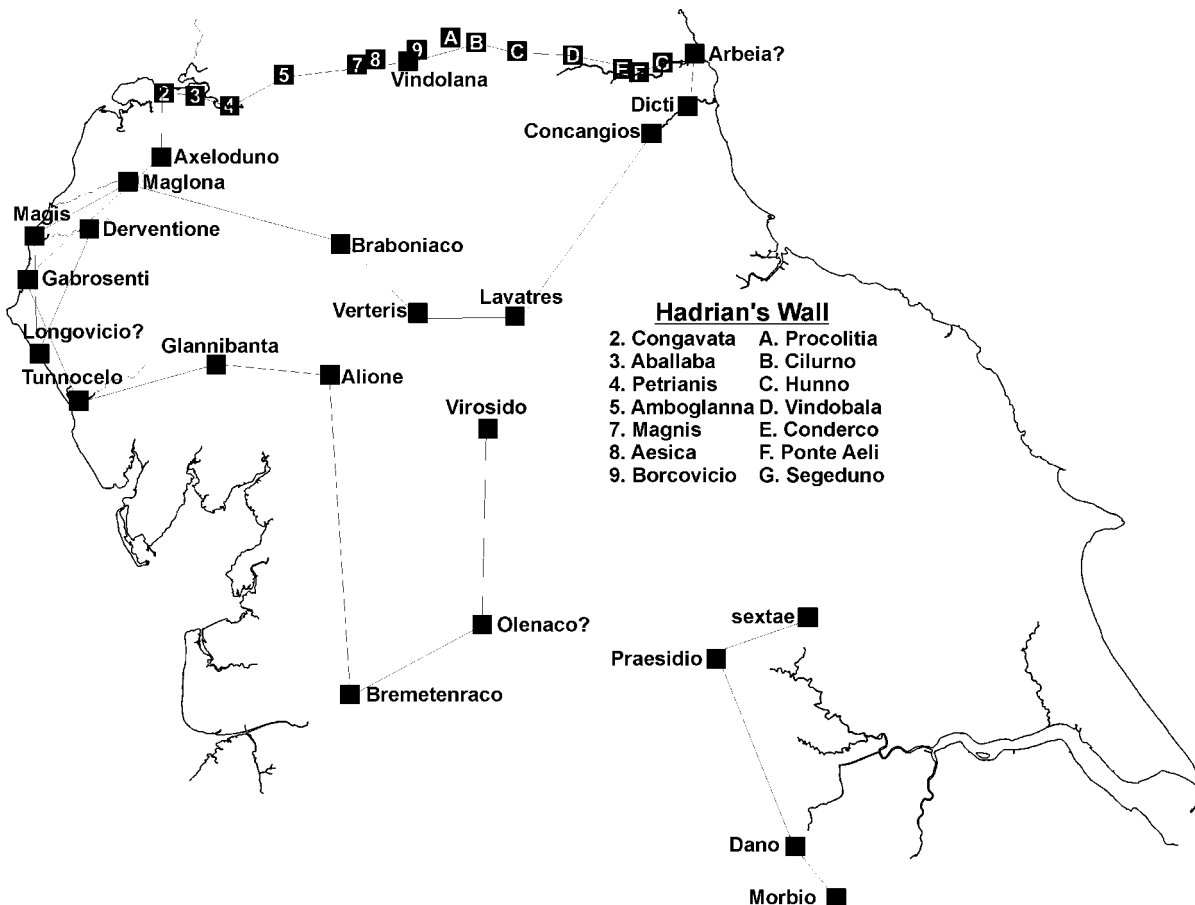 A
B
9
C
8
D
7
E
F
G
5
2
3
4
Arbeia?
Vindolana
Dicti
Concangios
Axeloduno
Maglona
Magis
Derventione
Braboniaco
Gabrosenti
Lavatres
Verteris
Longovicio?
Glannibanta
Tunnocelo
Alione
Virosido
Hadrian's Wall
2. Congavata A. Procolitia
3. Aballaba B. Cilurno
4. Petrianis C. Hunno
5. Amboglanna D. Vindobala
7. Magnis E. Conderco
8. Aesica F. Ponte Aeli
9. Borcovicio G. Segeduno
sextae
Olenaco?
Praesidio
Bremetenraco
Dano
Morbio